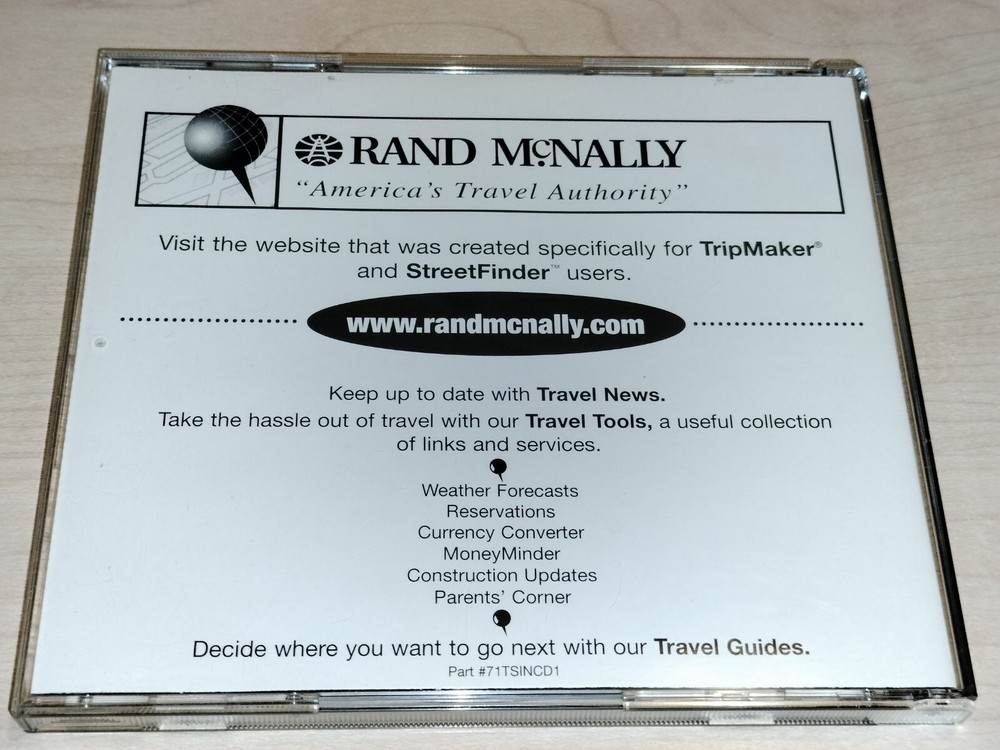 RAND McNALLY
“America’s Travel Authority”
Visit the website that was created specifically for TripMaker®
and StreetFinder™ users.
www.randmcnally.com
Keep up to date with Travel News.
Take the hassle out of travel with our Travel Tools, a useful collection
of links and services.
Weather Forecasts
Reservations
Currency Converter
MoneyMinder
Construction Updates
Parents’ Corner
Decide where you want to go next with our Travel Guides.
Part #71TSINCD1